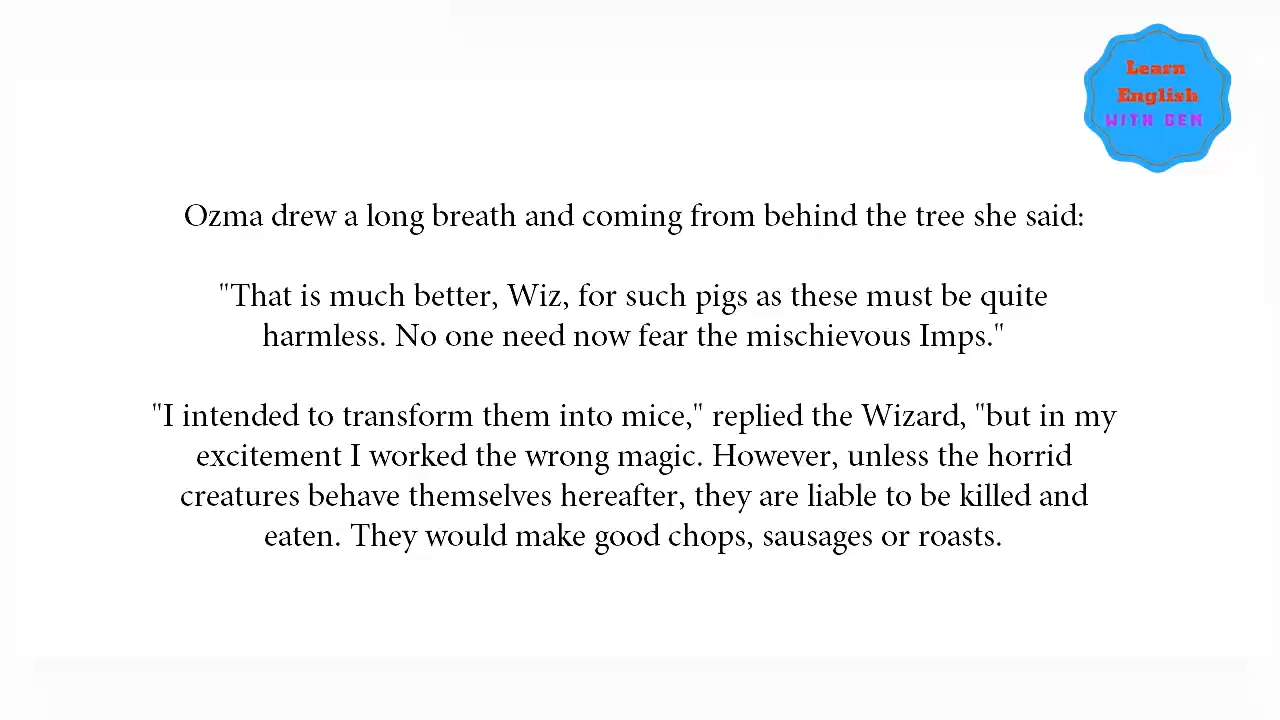 Learn
English
WITH GEM
Ozma drew a long breath and coming from behind the tree she said:
"That is much better, Wiz, for such pigs as these must be quite
harmless. No one need now fear the mischievous Imps."
"I intended to transform them into mice," replied the Wizard, "but in my
excitement I worked the wrong magic. However, unless the horrid
creatures behave themselves hereafter, they are liable to be killed and
eaten. They would make good chops, sausages or roasts.